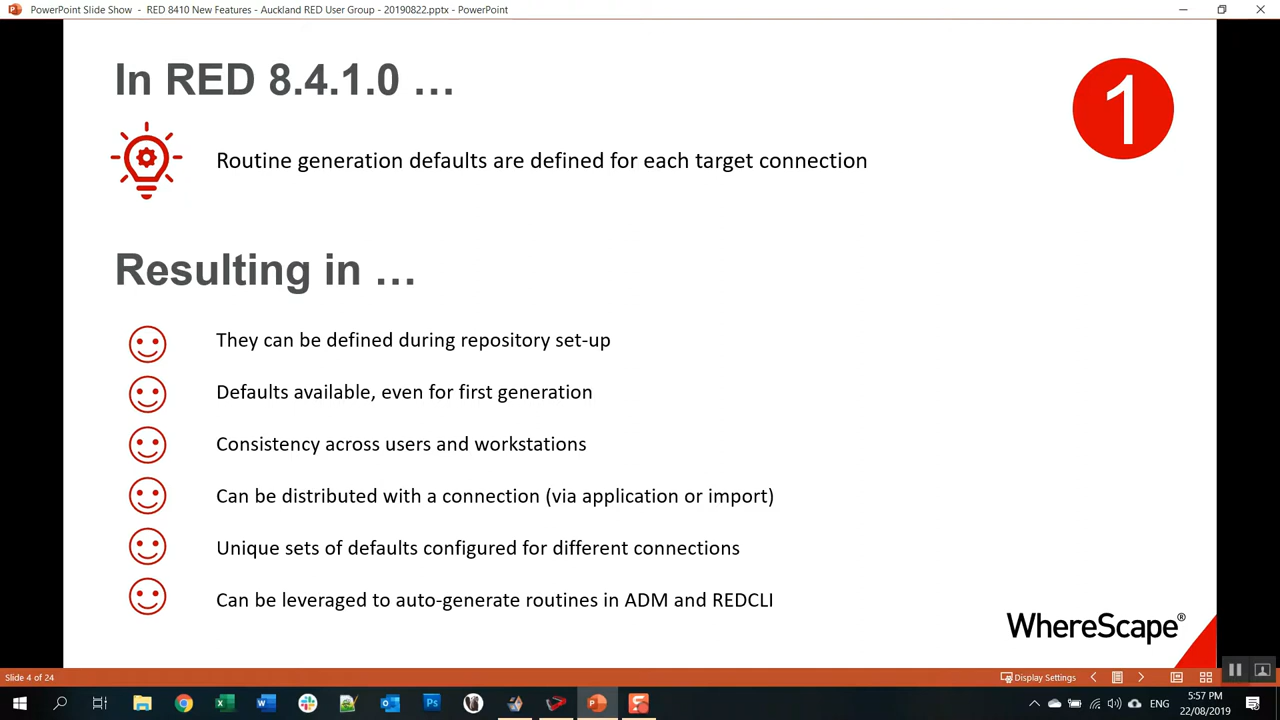 PowerPoint Slide Show - RED 8410 New Features - Auckland RED User Group - 20190822.pptx - PowerPoint
In RED 8.4.1.0 …
1
Routine generation defaults are defined for each target connection
Resulting in …
They can be defined during repository set-up
Defaults available, even for first generation
Consistency across users and workstations
Can be distributed with a connection (via application or import)
Unique sets of defaults configured for different connections
Can be leveraged to auto-generate routines in ADM and REDCLI
WhereScape®
Slide 4 of 24
Display Settings
ENG
5:57 PM
22/08/2019